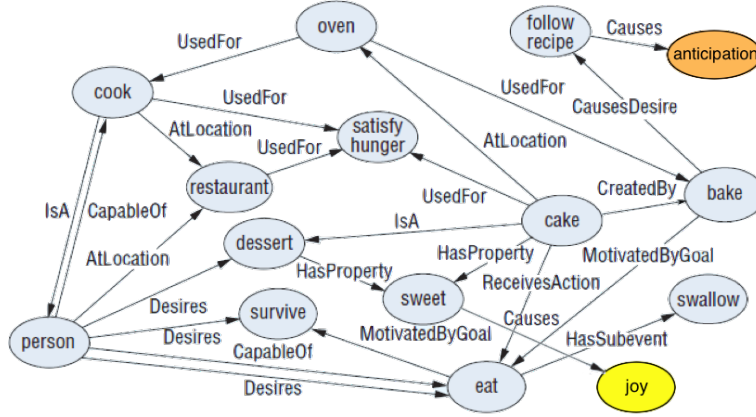 oven
follow
recipe
Causes
anticipation
UsedFor
cook
UsedFor
UsedFor
satisfy
hunger
CausesDesire
AtLocation
UsedFor
AtLocation
restaurant
UsedFor
CreatedBy
bake
IsA
CapableOf
IsA
cake
dessert
HasProperty
MotivatedByGoal
AtLocation
HasProperty
ReceivesAction
Desires
survive
sweet
swallow
Causes
person
Desires
MotivatedByGoal
HasSubevent
CapableOf
Desires
eat
joy